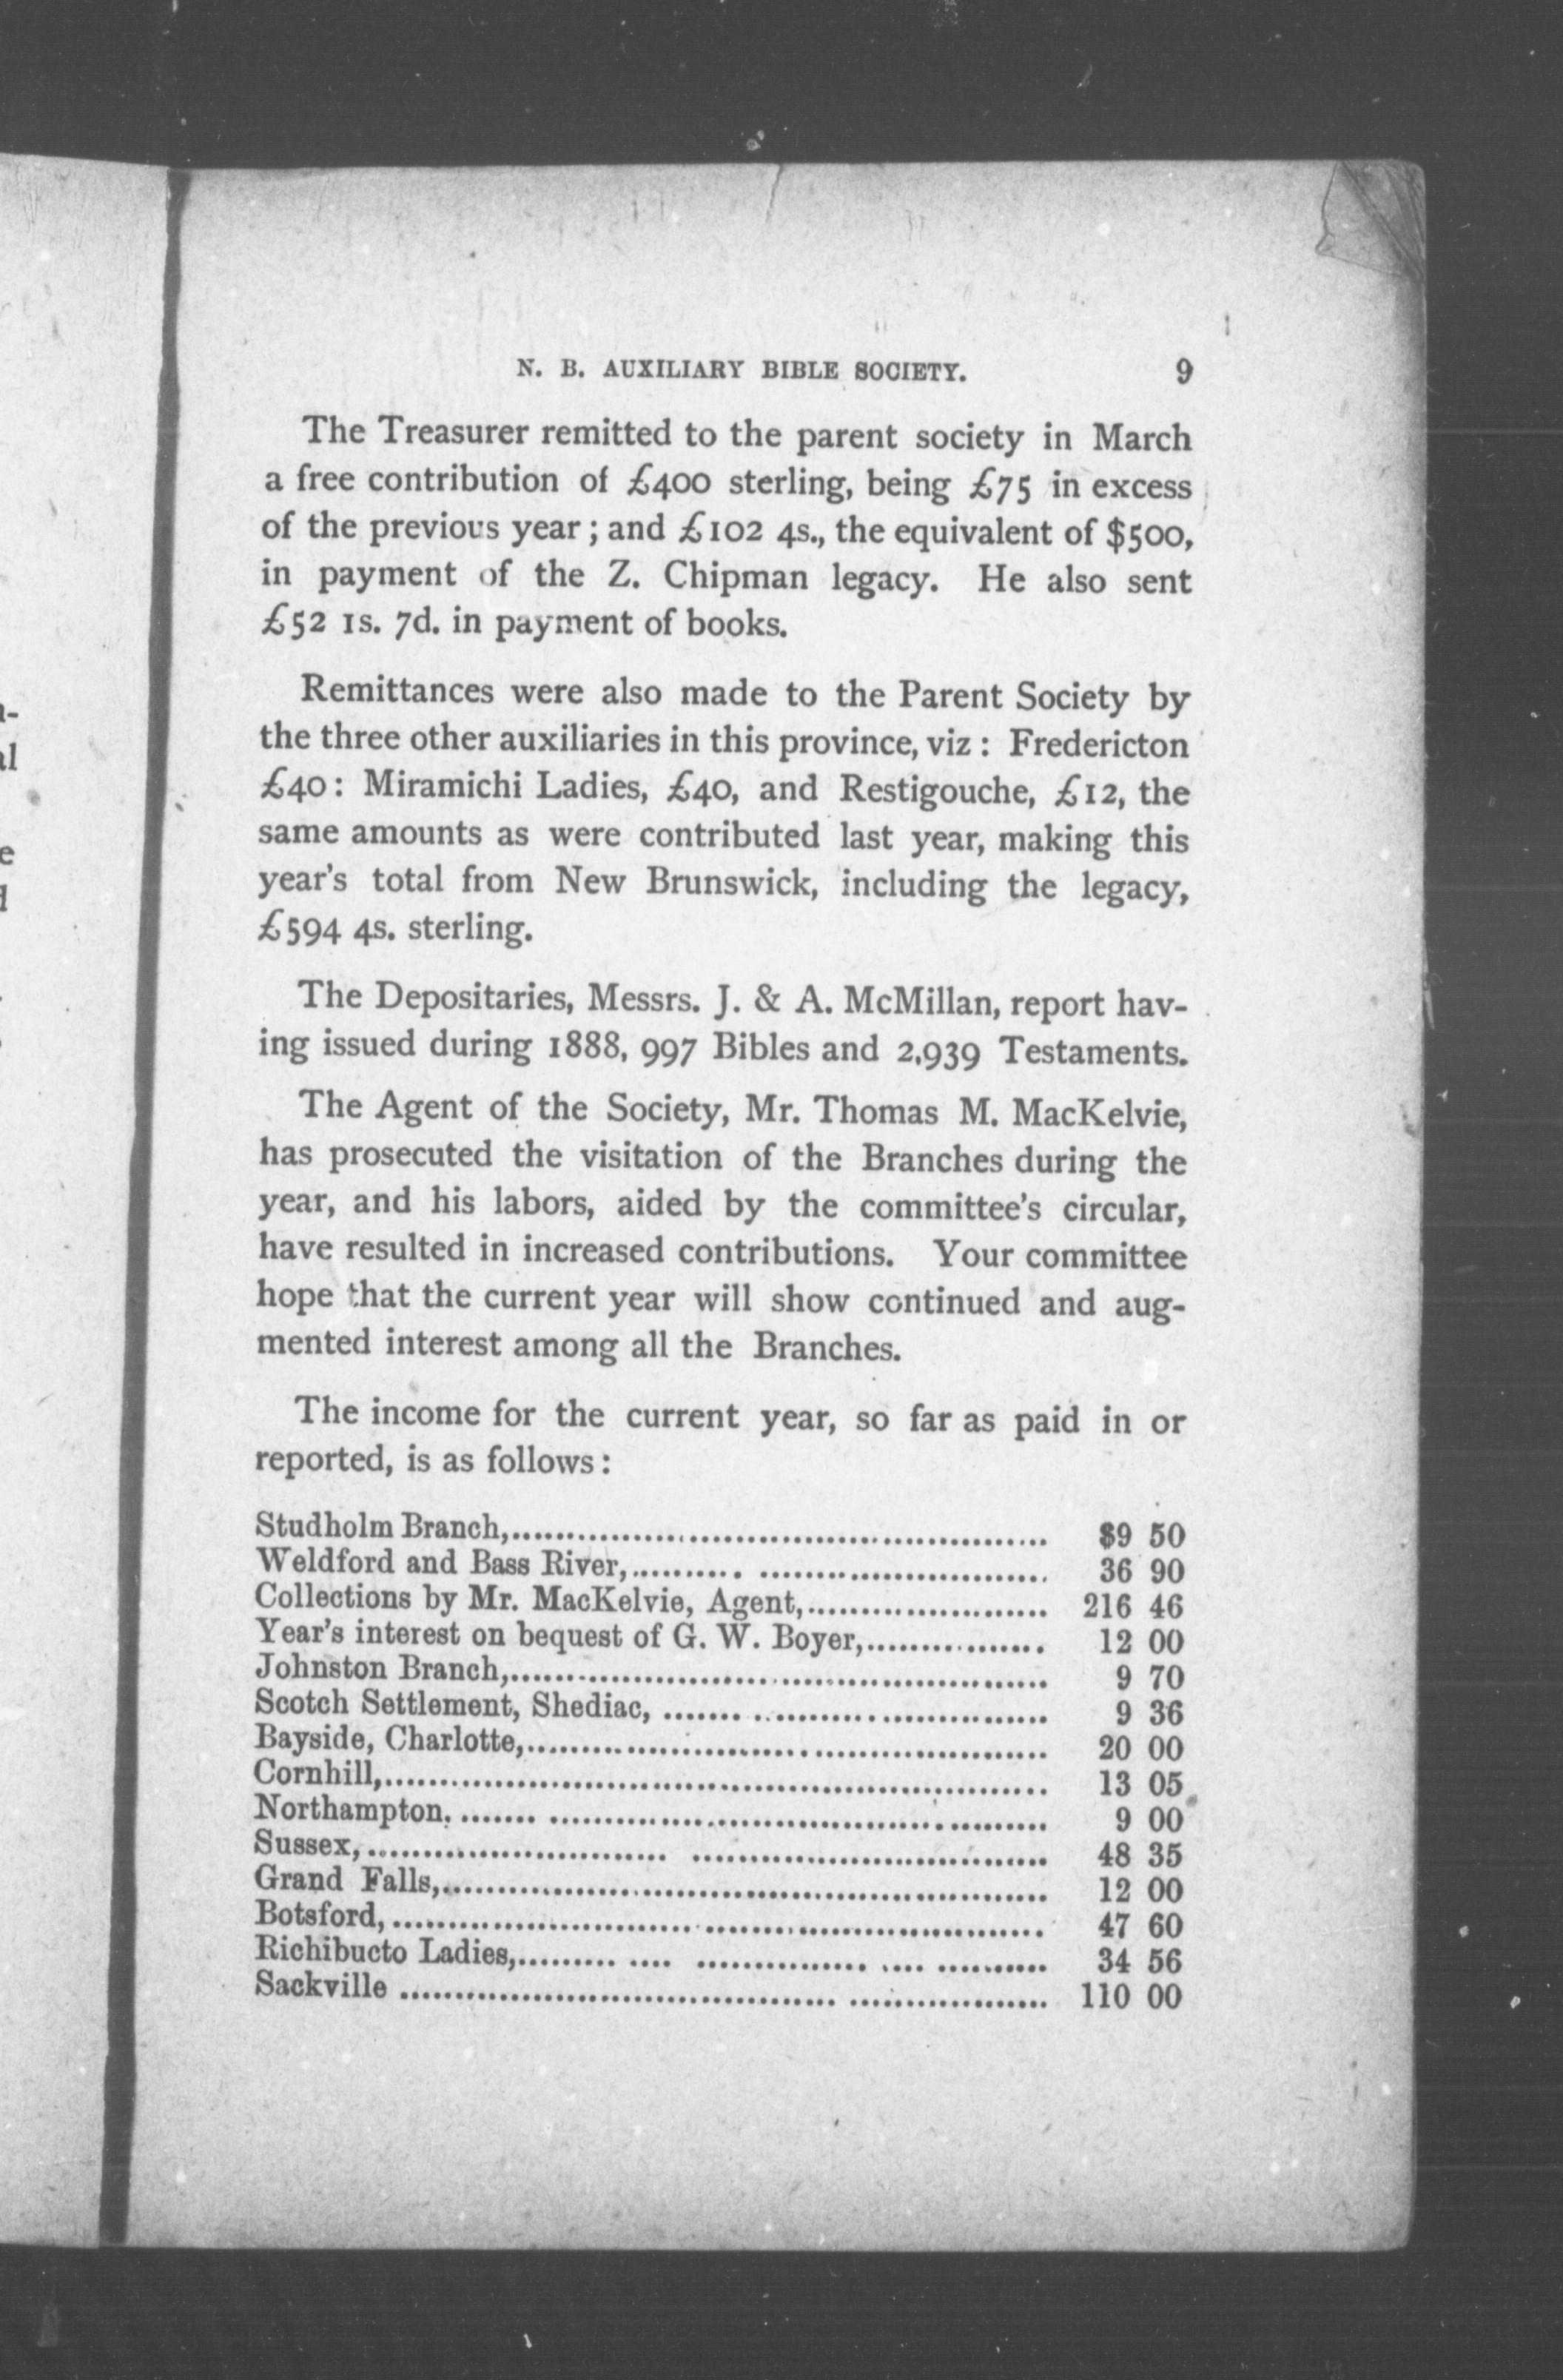 N. B. AUXILIARY BIBLE SOCIETY. 9
The Treasurer remitted to the parent society in March
a free contribution of £400 sterling, being £75 in excess
of the previous year; and £102 4s., the equivalent of $500,
in payment of the Z. Chipman legacy. He also sent
£52 1s. 7d. in payment of books.
Remittances were also made to the Parent Society by
the three other auxiliaries in this province, viz: Fredericton
£40: Miramichi Ladies, £40, and Restigouche, £12, the
same amounts as were contributed last year, making this
year's total from New Brunswick, including the legacy,
£594 4s. sterling.
The Depositaries, Messrs. J. & A. McMillan, report hav-
ing issued during 1888, 997 Bibles and 2,939 Testaments.
The Agent of the Society, Mr. Thomas M. MacKelvie,
has prosecuted the visitation of the Branches during the
year, and his labors, aided by the committee's circular,
have resulted in increased contributions. Your committee
hope that the current year will show continued and aug-
mented interest among all the Branches.
The income for the current year, so far as paid in or
reported, is as follows:
Studholm Branch,.................... $9 50
Weldford and Bass River,.................... 36 90
Collections by Mr. MacKelvie, Agent,.................... 216 46
Year's interest on bequest of G. W. Boyer,.................... 12 00
Johnston Branch,.................... 9 70
Scotch Settlement, Shediac, .................... 9 36
Bayside, Charlotte,.................... 20 00
Cornhill,.................... 13 05
Northampton. .................... 9 00
Sussex,.................... 48 35
Grand Falls,.................... 12 00
Botsford,.................... 47 60
Richibucto Ladies,.................... 34 56
Sackville .................... 110 00